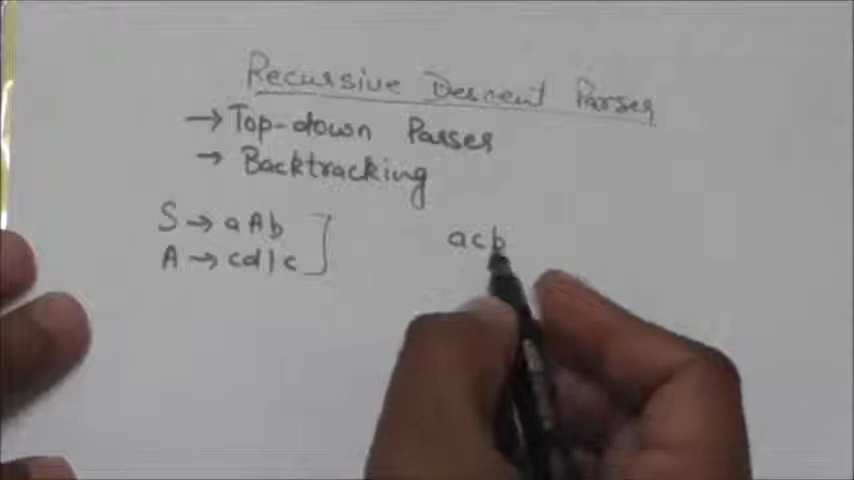 Recursive Descent Parser
→ Top-down Parser
→ Backtracking
S → aAb acb
A → cd|c